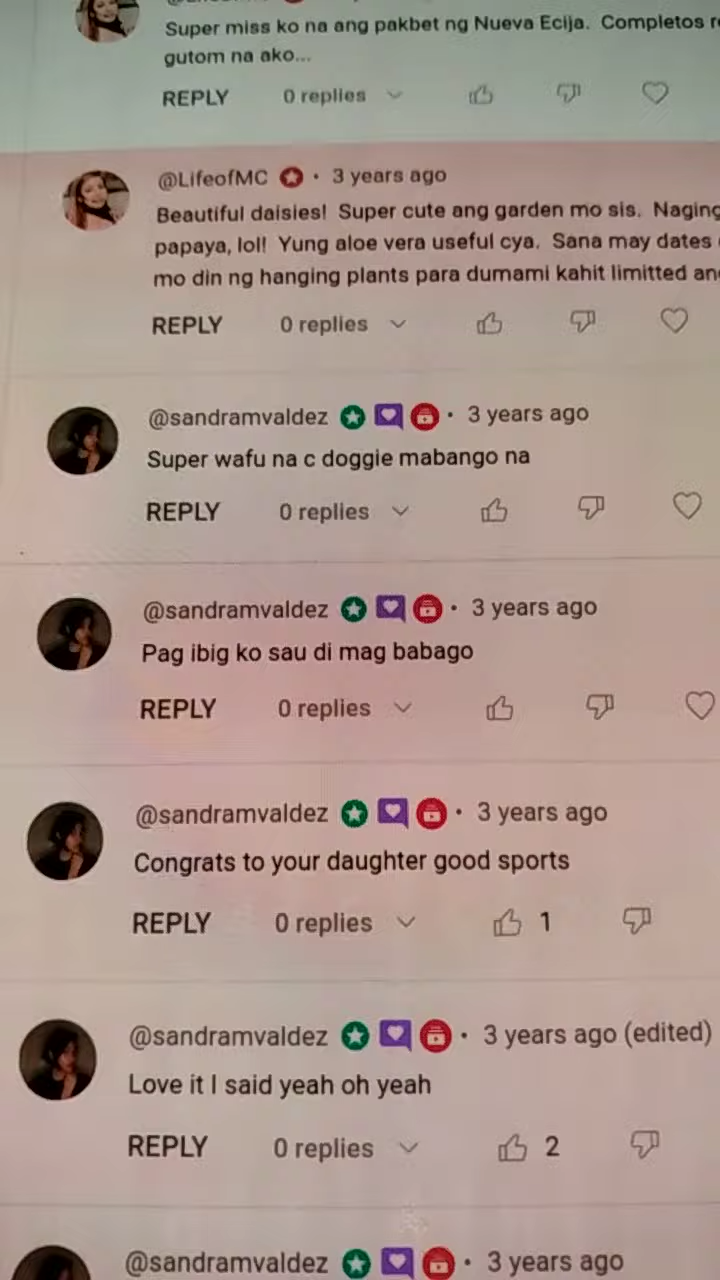 Super miss ko na ang pakbet ng Nueva Ecija. Completos
gutom na ako...
REPLY 0 replies
@LifeofMC · 3 years ago
Beautiful daisies! Super cute ang garden mo sis. Naging
papaya, lol! Yung aloe vera useful cya. Sana may dates
mo din ng hanging plants para dumami kahit limitted
REPLY 0 replies
@sandramvaldez · 3 years ago
Super wafu na c doggie mabango na
REPLY 0 replies
@sandramvaldez · 3 years ago
Pag ibig ko sau di mag babago
REPLY 0 replies
@sandramvaldez · 3 years ago
Congrats to your daughter good sports
REPLY 0 replies 1
@sandramvaldez · 3 years ago (edited)
Love it I said yeah oh yeah
REPLY 0 replies 2
@sandramvaldez · 3 years ago